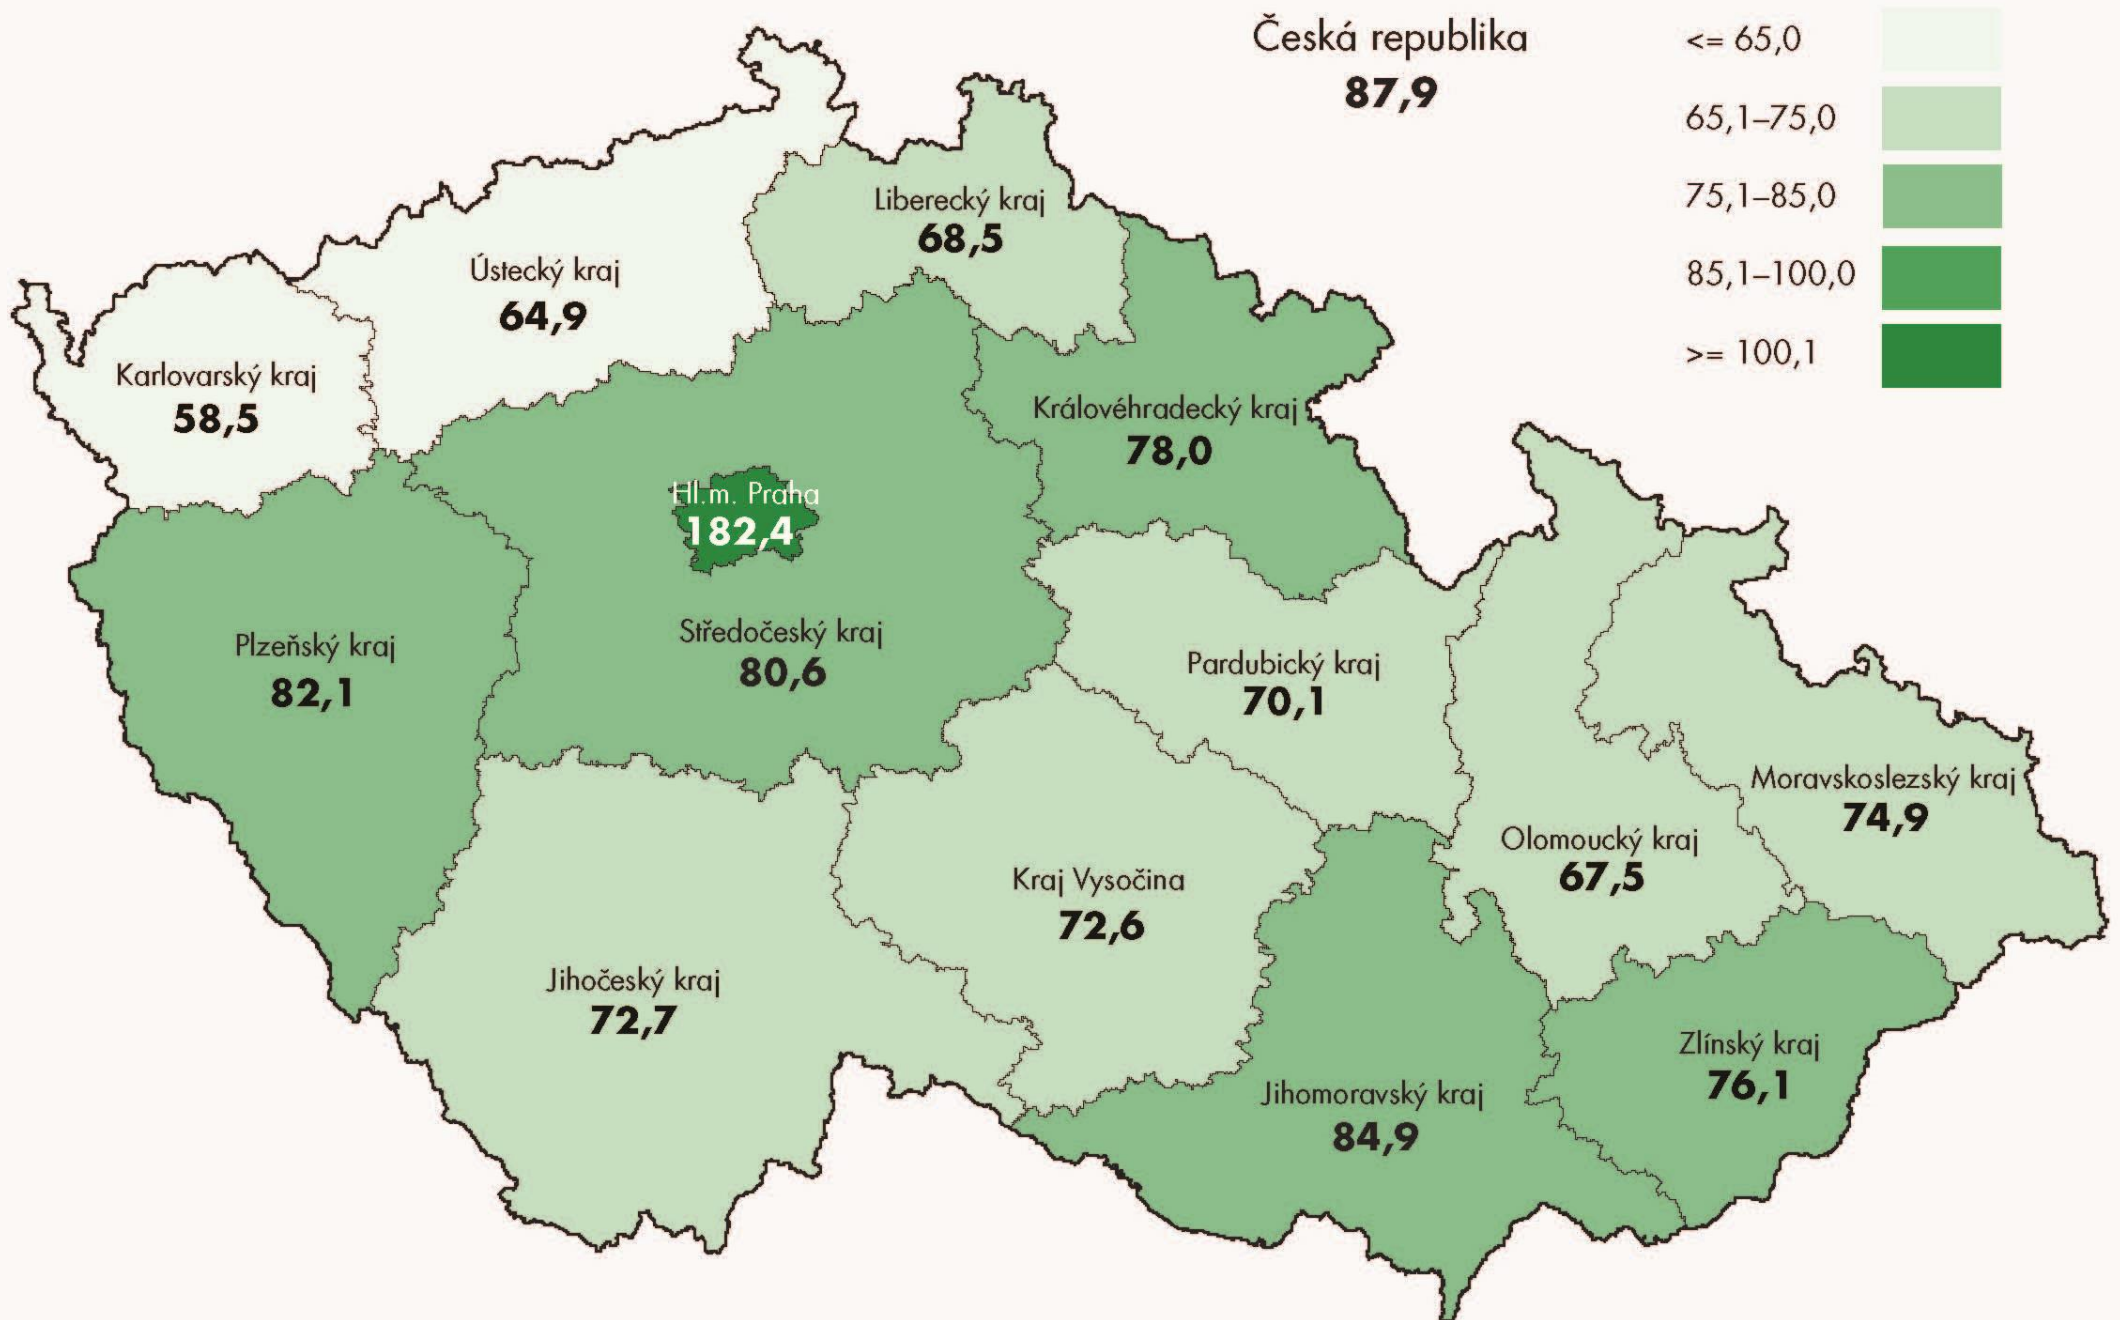 Česká republika
87,9
<= 65,0
65,1–75,0
75,1–85,0
85,1–100,0
>= 100,1
Liberecký kraj
68,5
Ústecký kraj
64,9
Karlovarský kraj
58,5
Královéhradecký kraj
78,0
Hl.m. Praha
182,4
Plzeňský kraj
82,1
Středočeský kraj
80,6
Pardubický kraj
70,1
Moravskoslezský kraj
74,9
Olomoucký kraj
67,5
Kraj Vysočina
72,6
Jihočeský kraj
72,7
Zlínský kraj
76,1
Jihomoravský kraj
84,9